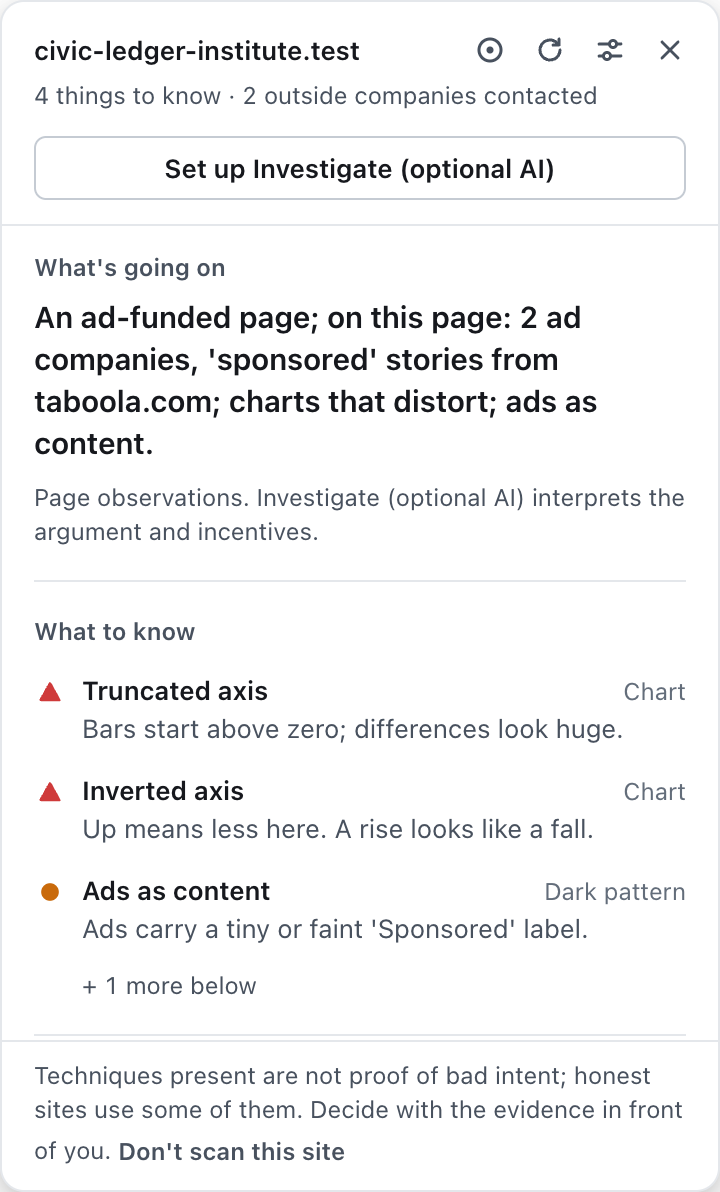 civic-ledger-institute.test
4 things to know · 2 outside companies contacted
Set up Investigate (optional AI)
What's going on
An ad-funded page; on this page: 2 ad
companies, 'sponsored' stories from
taboola.com; charts that distort; ads as
content.
Page observations. Investigate (optional AI) interprets the
argument and incentives.
What to know
Truncated axis Chart
Bars start above zero; differences look huge.
Inverted axis Chart
Up means less here. A rise looks like a fall.
Ads as content Dark pattern
Ads carry a tiny or faint 'Sponsored' label.
+ 1 more below
Techniques present are not proof of bad intent; honest
sites use some of them. Decide with the evidence in front
of you. Don't scan this site